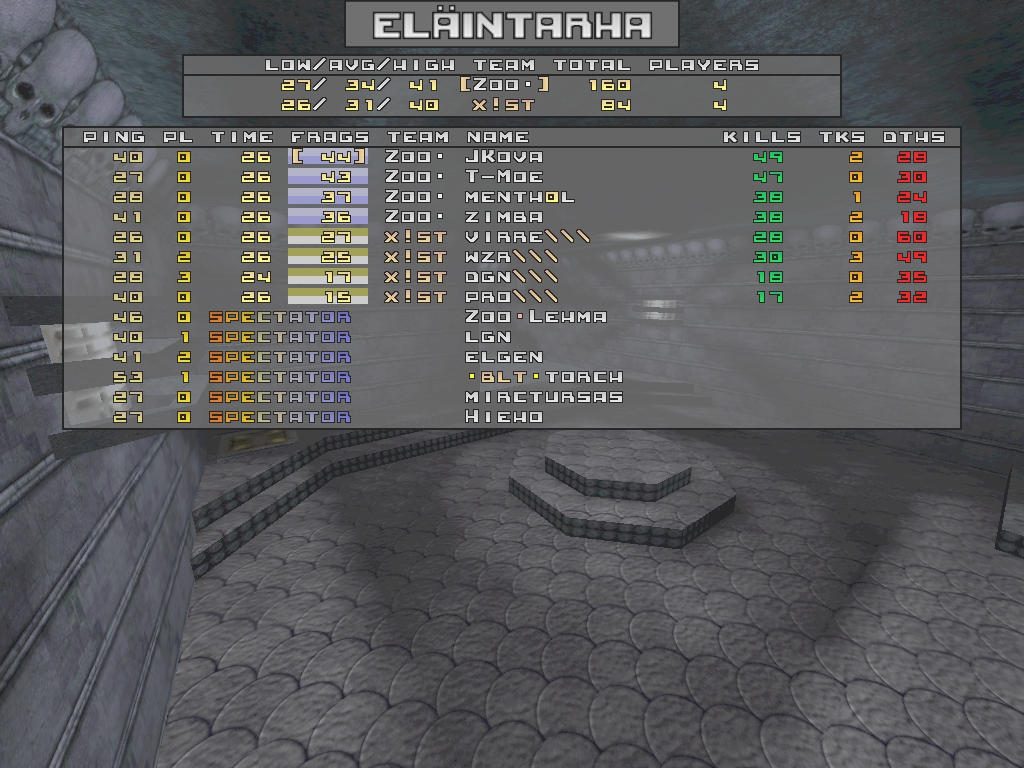 ELÄINTARHA
LOW/AVG/HIGH TEAM TOTAL PLAYERS
27/ 34/ 41 [ZOO·] 160 4
26/ 31/ 40 X!ST 84 4
PING PL TIME FRAGS TEAM NAME KILLS TKS DTHS
40 0 26 [ 44] ZOO· JKOVA 49 2 28
27 0 26 43 ZOO· T-MOE 47 0 30
28 0 26 37 ZOO· MENTHOL 38 1 24
41 0 26 36 ZOO· ZIMBA 38 2 18
26 0 26 27 X!ST VIRRE\\\ 28 0 60
31 2 26 25 X!ST WZA\\\ 30 3 49
28 3 24 17 X!ST OGN\\\ 18 0 35
40 0 26 15 X!ST PRO\\\ 17 2 32
46 0 SPECTATOR ZOO·LEHMA
40 1 SPECTATOR LGN
41 2 SPECTATOR ELGEN
53 1 SPECTATOR ·BLT·TORCH
27 0 SPECTATOR MIRCTURSAS
27 0 SPECTATOR HIEHO